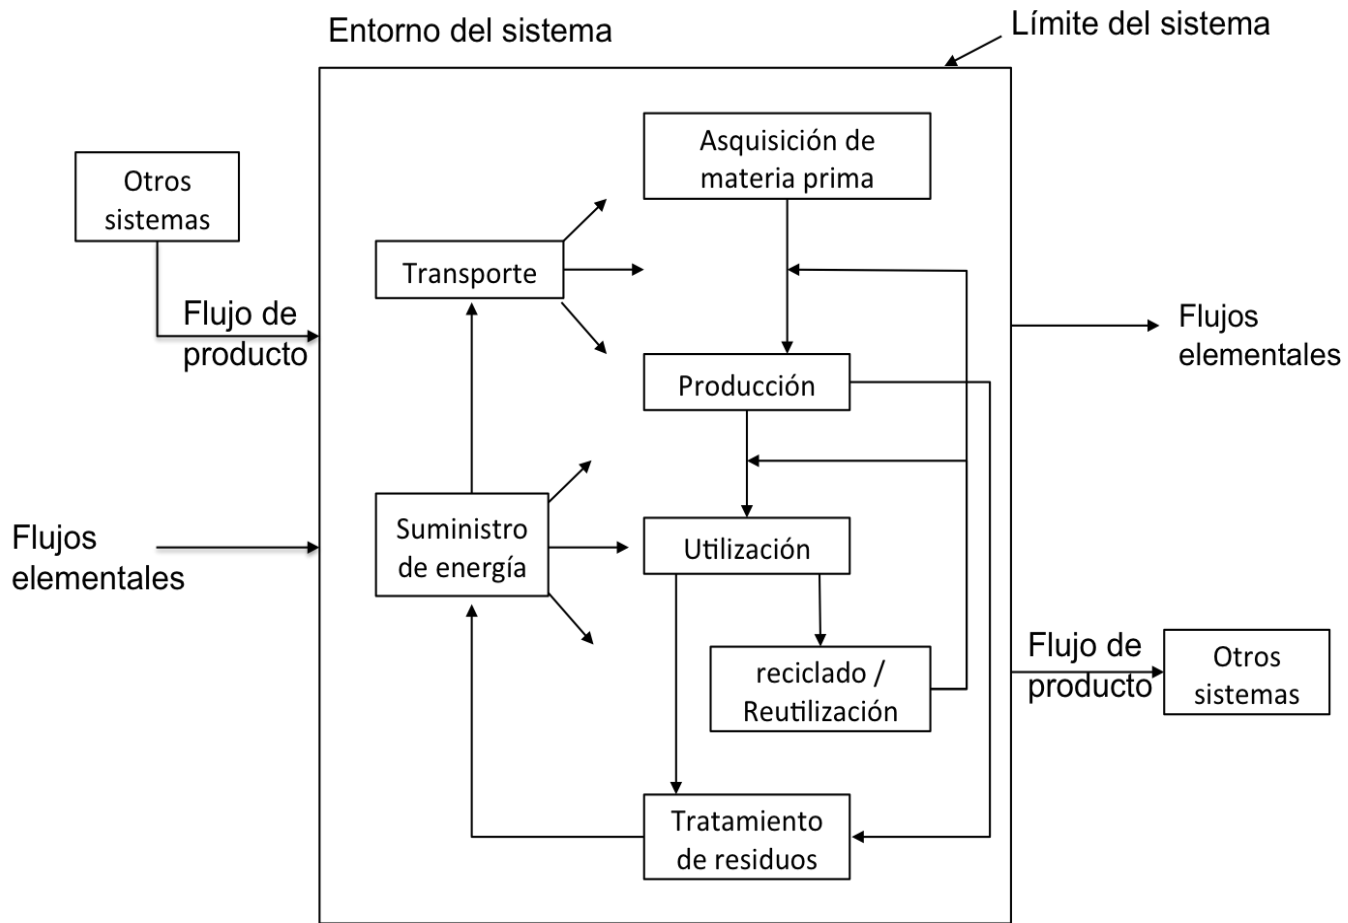 Entorno del sistema
Límite del sistema
Asquisición de
materia prima
Otros
sistemas
Transporte
Flujo de
producto
Flujos
elementales
Producción
Flujos
elementales
Suministro
de energía
Utilización
reciclado /
Reutilización
Flujo de
producto
Otros
sistemas
Tratamiento
de residuos